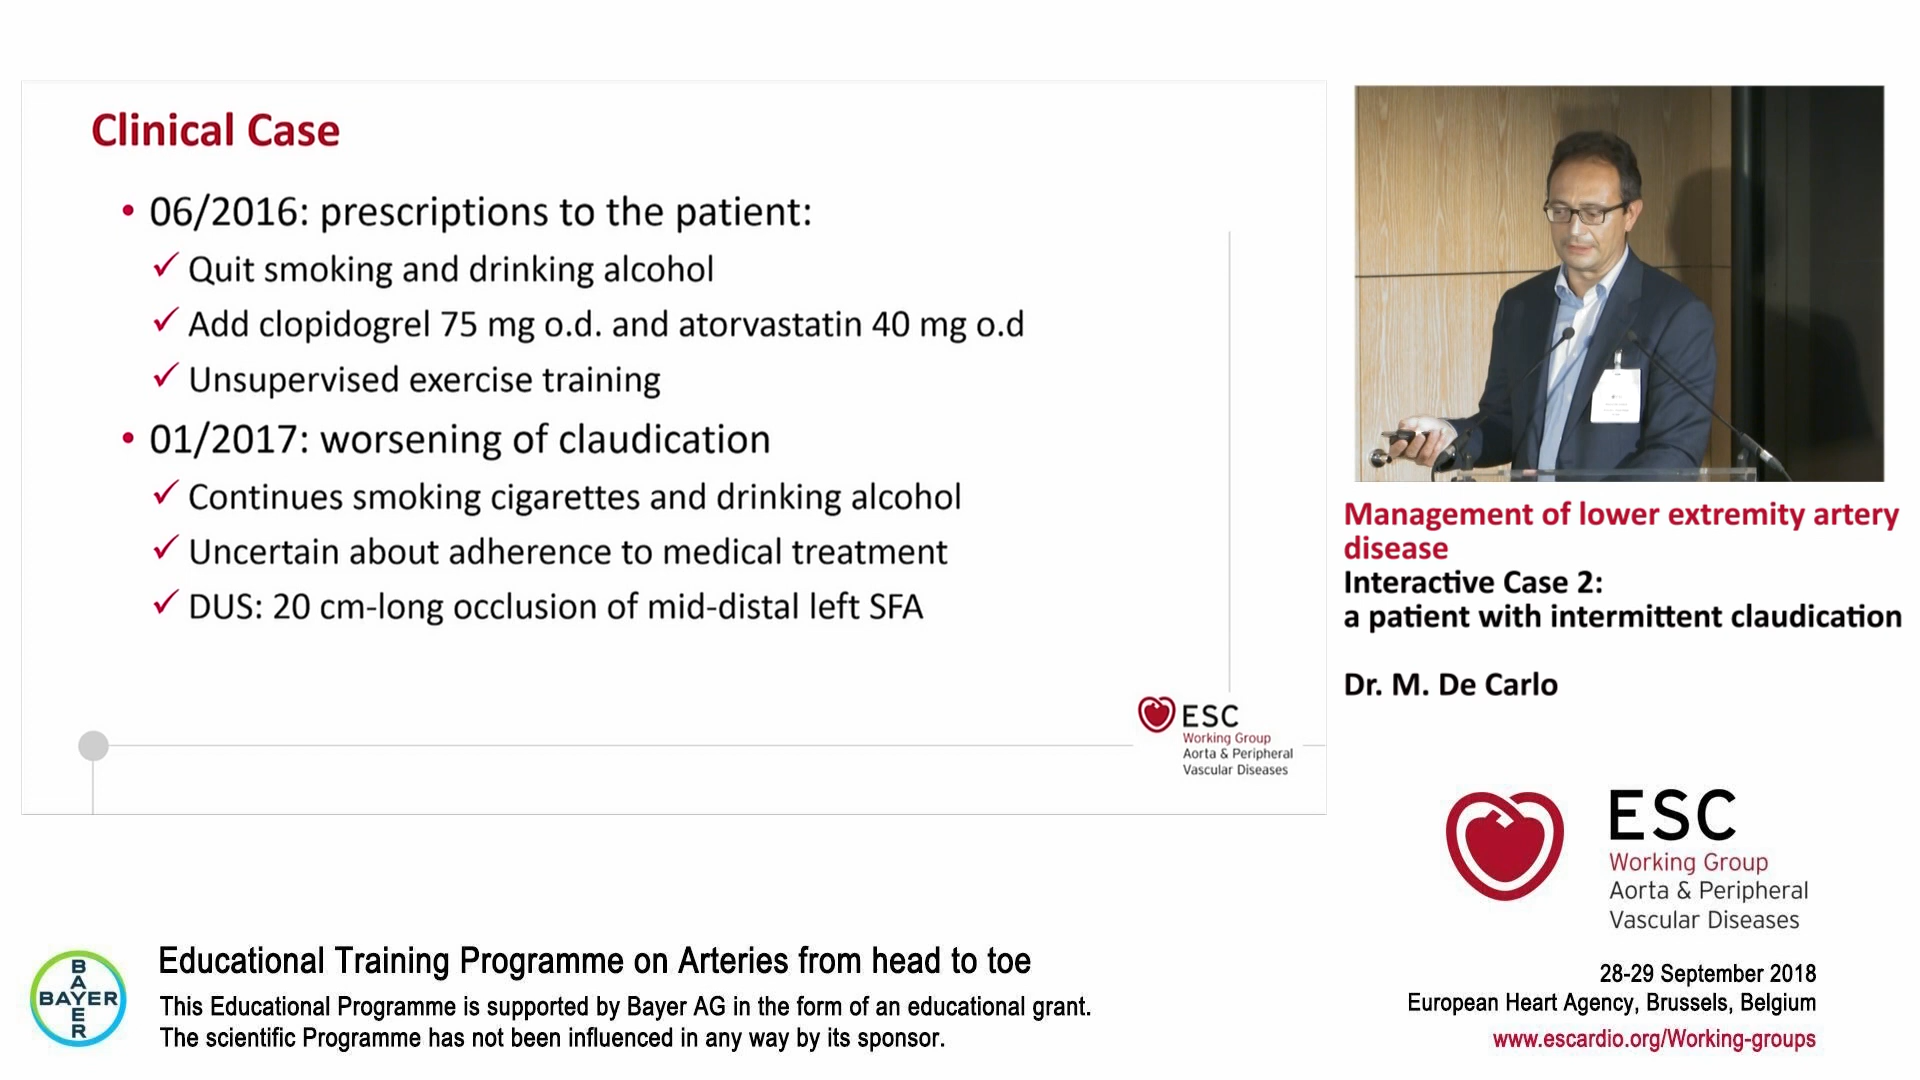 Clinical Case
• 06/2016: prescriptions to the patient:
✓ Quit smoking and drinking alcohol
✓ Add clopidogrel 75 mg o.d. and atorvastatin 40 mg o.d
✓ Unsupervised exercise training
• 01/2017: worsening of claudication
✓ Continues smoking cigarettes and drinking alcohol
✓ Uncertain about adherence to medical treatment
✓ DUS: 20 cm-long occlusion of mid-distal left SFA
ESC
Working Group
Aorta & Peripheral
Vascular Diseases
Management of lower extremity artery
disease
Interactive Case 2:
a patient with intermittent claudication
Dr. M. De Carlo
ESC
Working Group
Aorta & Peripheral
Vascular Diseases
28-29 September 2018
European Heart Agency, Brussels, Belgium
www.escardio.org/Working-groups
BAYER
BAYER
Educational Training Programme on Arteries from head to toe
This Educational Programme is supported by Bayer AG in the form of an educational grant.
The scientific Programme has not been influenced in any way by its sponsor.